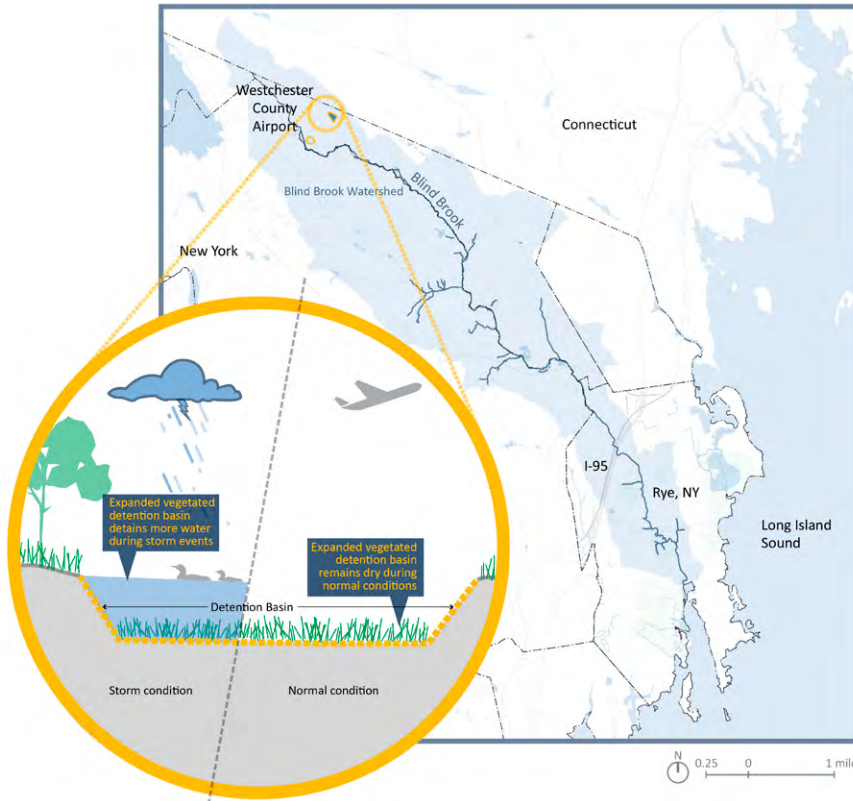 Westchester
County
Airport
Connecticut
Blind Brook
Blind Brook Watershed
New York
I-95
Rye, NY
Long Island
Sound
Expanded vegetated
detention basin
detains more water
during storm events
Expanded vegetated
detention basin
remains dry during
normal conditions
Detention Basin
Storm condition
Normal condition
N
0.25 0 1 mile